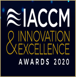 IACCM
INNOVATION
& EXCELLENCE
AWARDS 2020